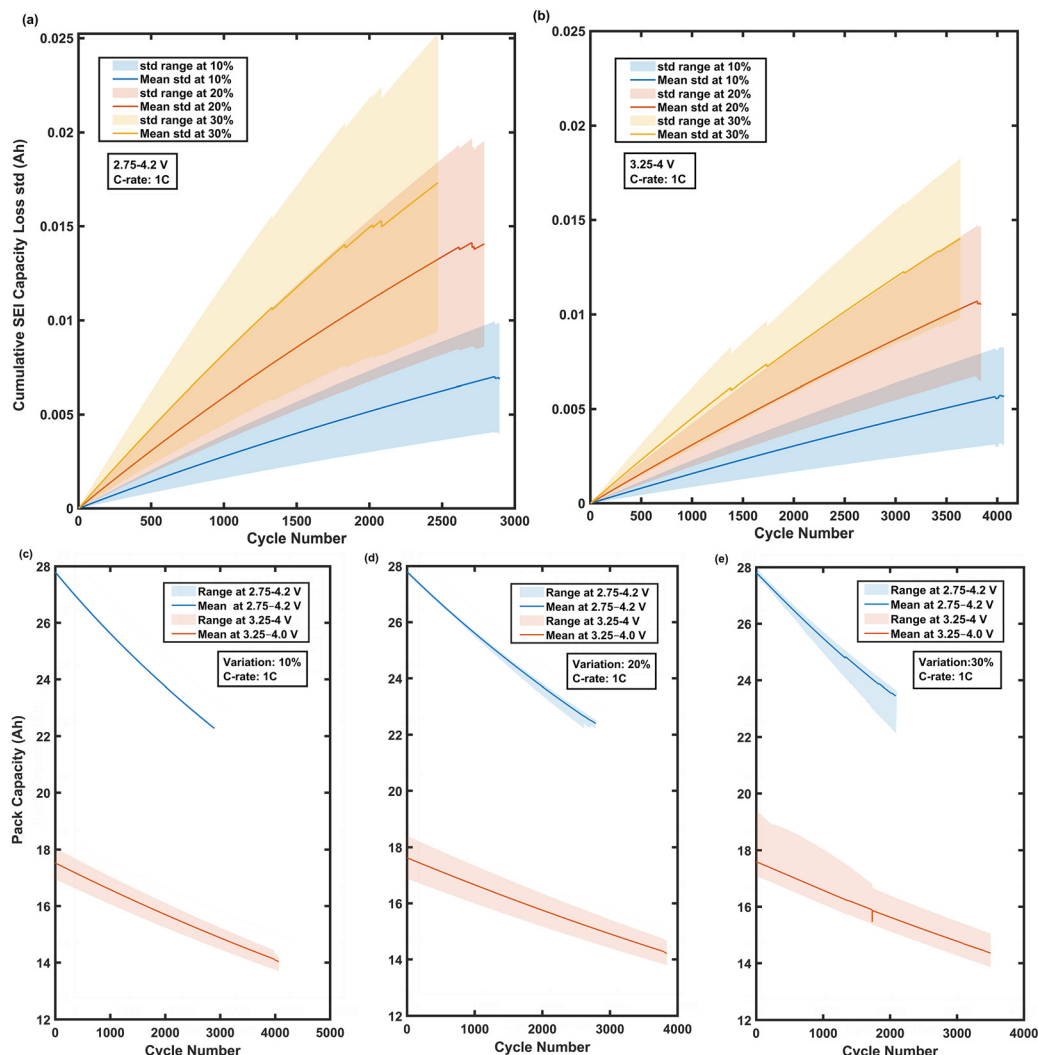 (a)
0.025
0.02
0.015
0.01
0.005
0
Cumulative SEI Capacity Loss std (Ah)
std range at 10%
Mean std at 10%
std range at 20%
Mean std at 20%
std range at 30%
Mean std at 30%
2.75-4.2 V
C-rate: 1C
0 500 1000 1500 2000 2500 3000
Cycle Number
(b)
0.025
0.02
0.015
0.01
0.005
0
std range at 10%
Mean std at 10%
std range at 20%
Mean std at 20%
std range at 30%
Mean std at 30%
3.25-4 V
C-rate: 1C
0 500 1000 1500 2000 2500 3000 3500 4000
Cycle Number
(c)
28
26
24
22
20
18
16
14
12
Pack Capacity (Ah)
Range at 2.75-4.2 V
Mean at 2.75–4.2 V
Range at 3.25-4 V
Mean at 3.25–4.0 V
Variation: 10%
C-rate: 1C
0 1000 2000 3000 4000 5000
Cycle Number
(d)
28
26
24
22
20
18
16
14
12
Range at 2.75-4.2 V
Mean at 2.75–4.2 V
Range at 3.25-4 V
Mean at 3.25–4.0 V
Variation: 20%
C-rate: 1C
0 1000 2000 3000 4000
Cycle Number
(e)
28
26
24
22
20
18
16
14
12
Range at 2.75-4.2 V
Mean at 2.75–4.2 V
Range at 3.25-4 V
Mean at 3.25–4.0 V
Variation:30%
C-rate: 1C
0 1000 2000 3000 4000
Cycle Number